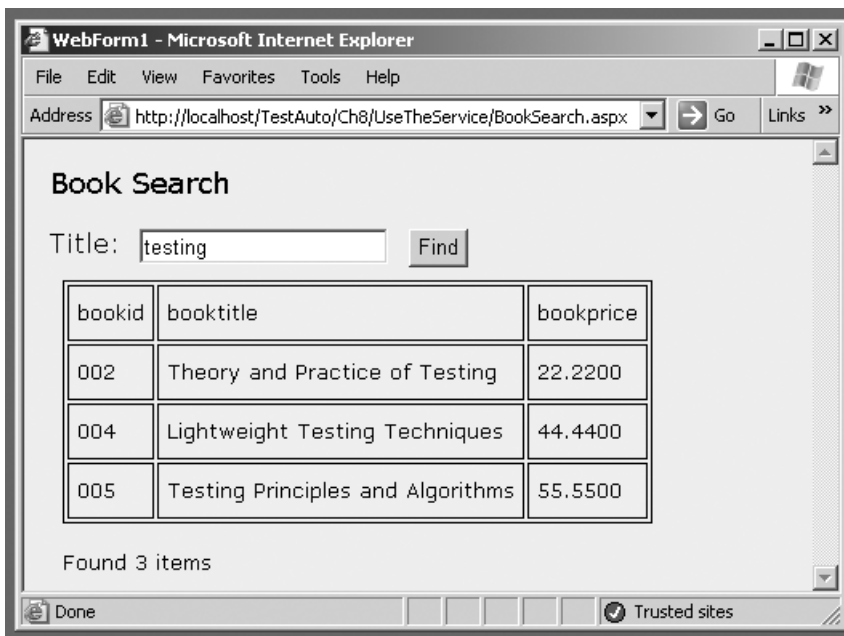 WebForm1 - Microsoft Internet Explorer
File Edit View Favorites Tools Help
Address http://localhost/TestAuto/Ch8/UseTheService/BookSearch.aspx Go Links »
Book Search
Title: testing Find
bookid booktitle bookprice
002 Theory and Practice of Testing 22.2200
004 Lightweight Testing Techniques 44.4400
005 Testing Principles and Algorithms 55.5500
Found 3 items
Done Trusted sites